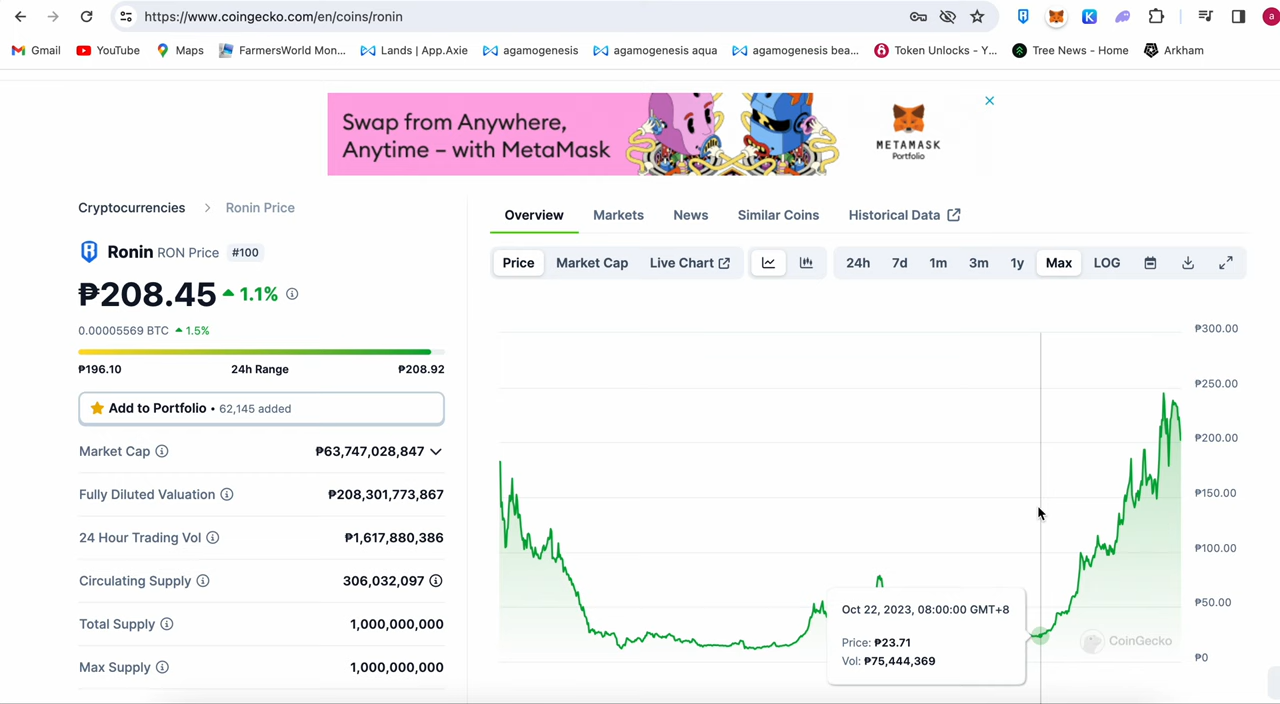 https://www.coingecko.com/en/coins/ronin
a
Gmail
YouTube
Maps
FarmersWorld Mon...
Lands | App.Axie
agamogenesis
agamogenesis aqua
agamogenesis bea...
Token Unlocks - Y...
Tree News - Home
Arkham
Swap from Anywhere,
Anytime – with MetaMask
METAMASK
Portfolio
Cryptocurrencies > Ronin Price
Ronin RON Price #100
₱208.45 1.1%
0.00005569 BTC 1.5%
₱196.10 24h Range ₱208.92
Add to Portfolio • 62,145 added
Market Cap ₱63,747,028,847
Fully Diluted Valuation ₱208,301,773,867
24 Hour Trading Vol ₱1,617,880,386
Circulating Supply 306,032,097
Total Supply 1,000,000,000
Max Supply 1,000,000,000
Overview Markets News Similar Coins Historical Data
Price Market Cap Live Chart 24h 7d 1m 3m 1y Max LOG
₱300.00
₱250.00
₱200.00
₱150.00
₱100.00
₱50.00
₱0
Oct 22, 2023, 08:00:00 GMT+8
Price: ₱23.71
Vol: ₱75,444,369
CoinGecko